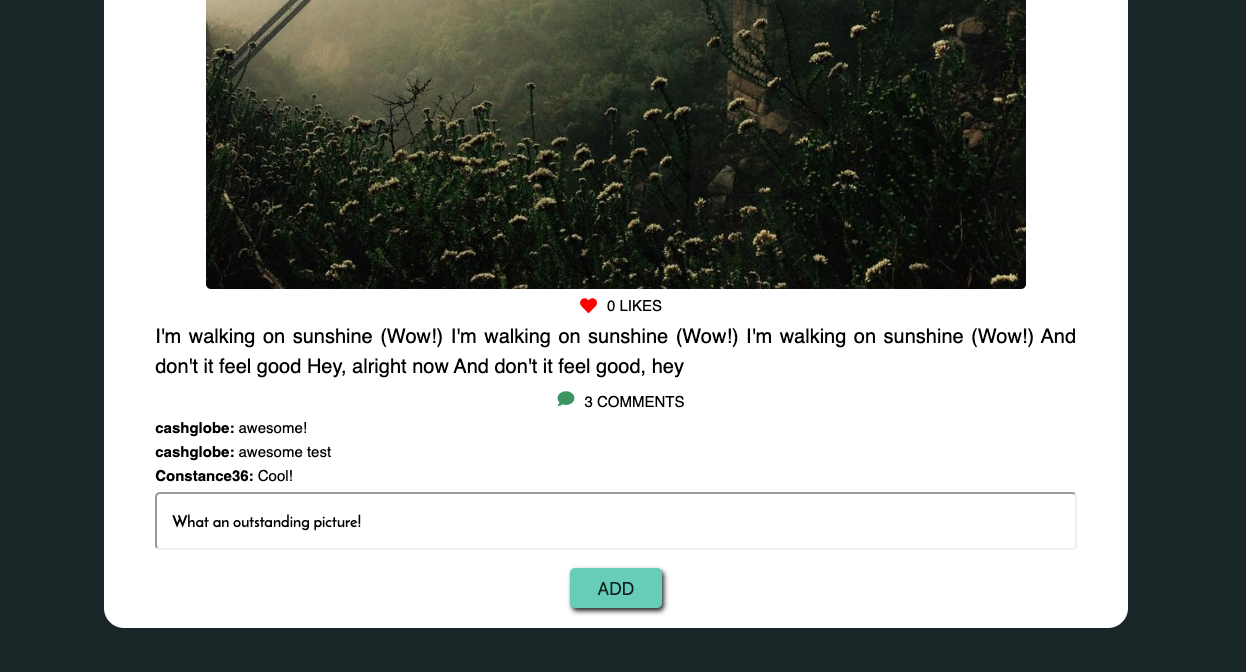 0 LIKES
I'm walking on sunshine (Wow!) I'm walking on sunshine (Wow!) I'm walking on sunshine (Wow!) And
don't it feel good Hey, alright now And don't it feel good, hey
3 COMMENTS
cashglobe: awesome!
cashglobe: awesome test
Constance36: Cool!
What an outstanding picture!
ADD